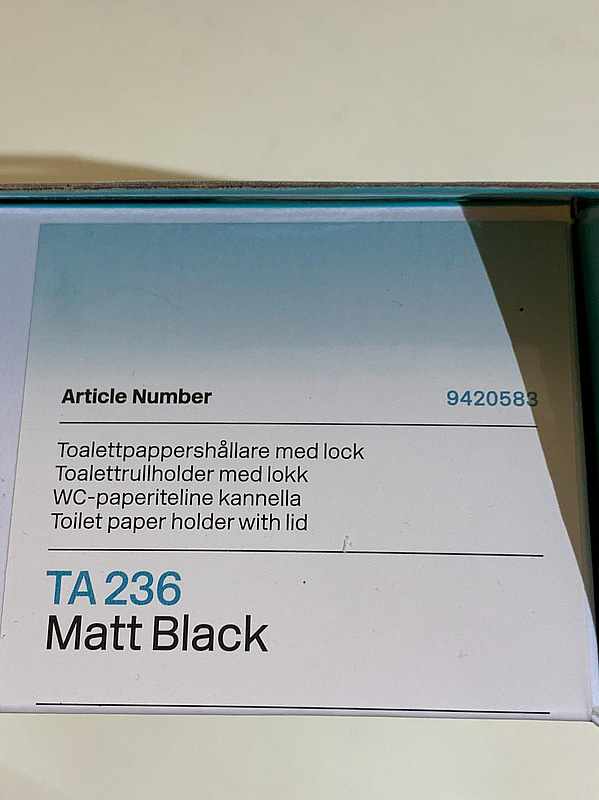 Article Number 9420583
Toalettpappershållare med lock
Toalettrullholder med lokk
WC-paperiteline kannella
Toilet paper holder with lid
TA 236
Matt Black